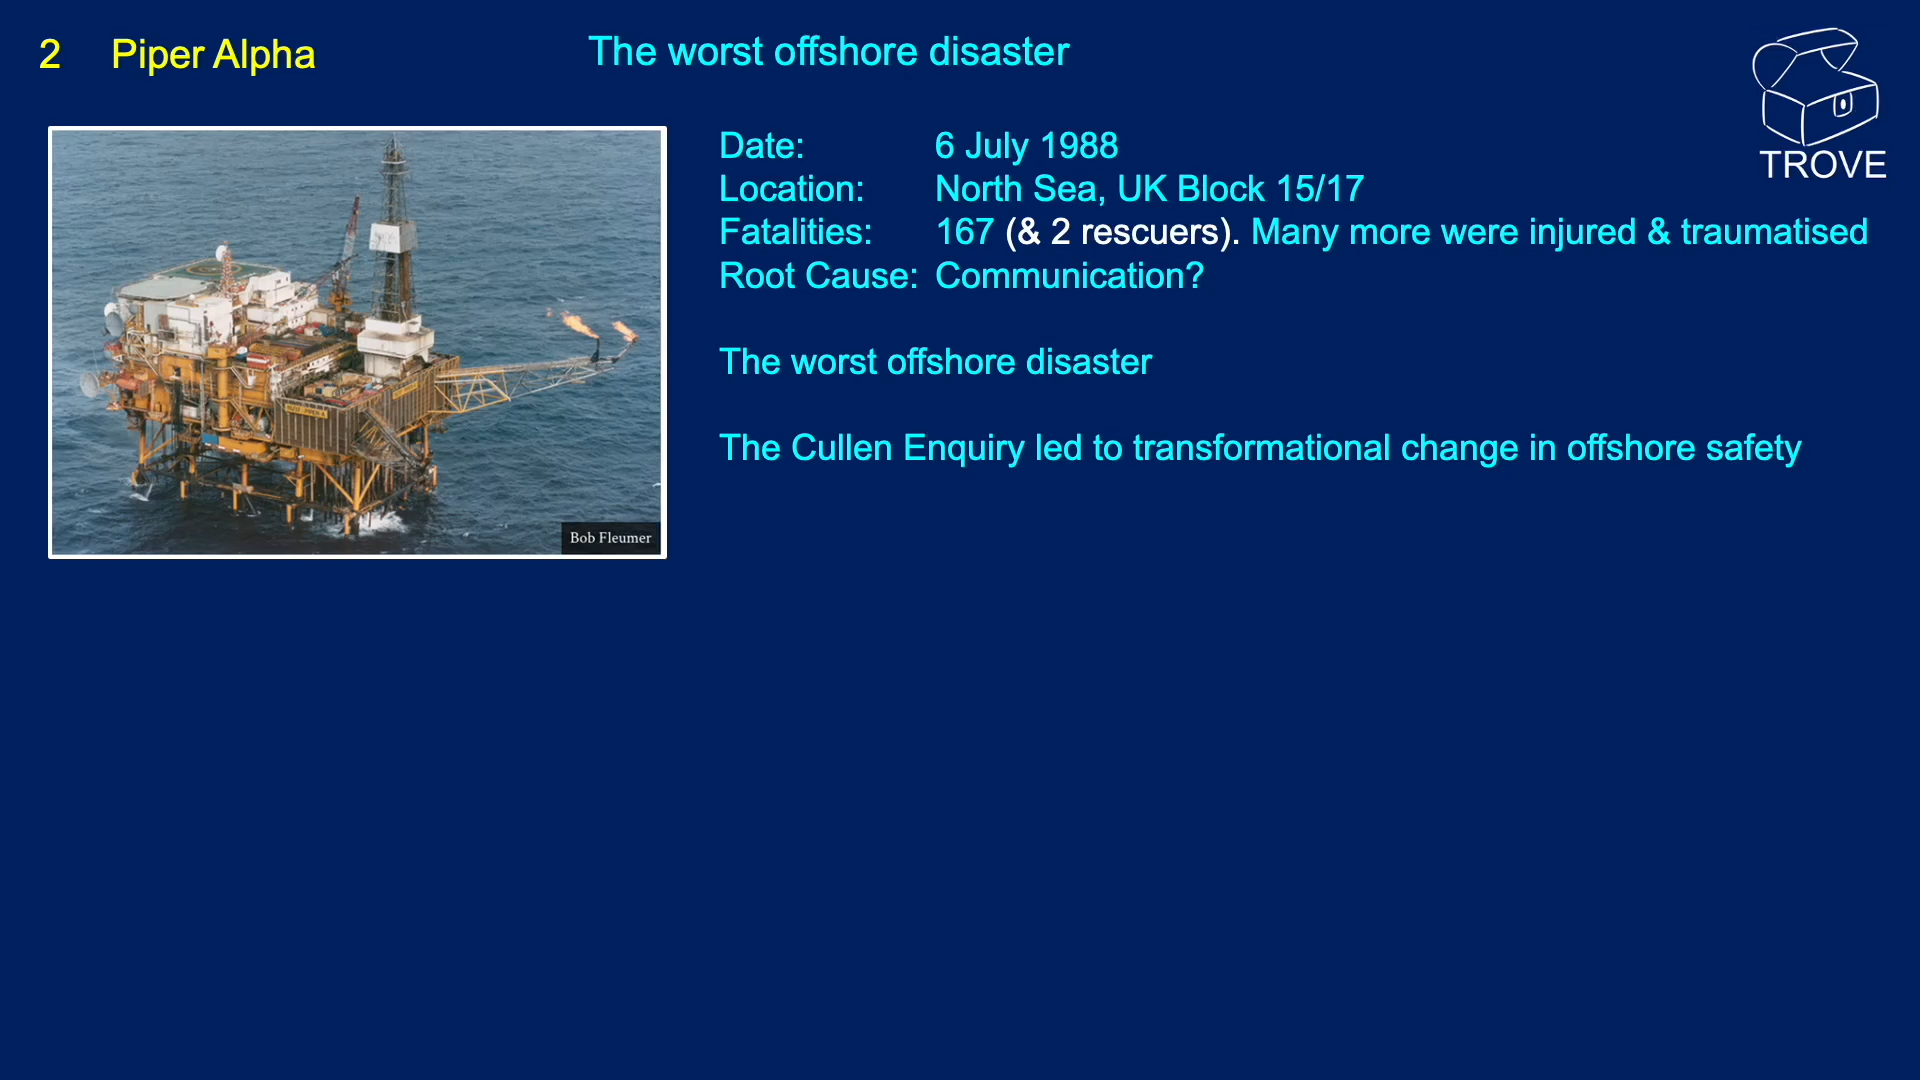 2 Piper Alpha
The worst offshore disaster
TROVE
Date: 6 July 1988
Location: North Sea, UK Block 15/17
Fatalities: 167 (& 2 rescuers). Many more were injured & traumatised
Root Cause: Communication?
The worst offshore disaster
The Cullen Enquiry led to transformational change in offshore safety
Bob Fleumer